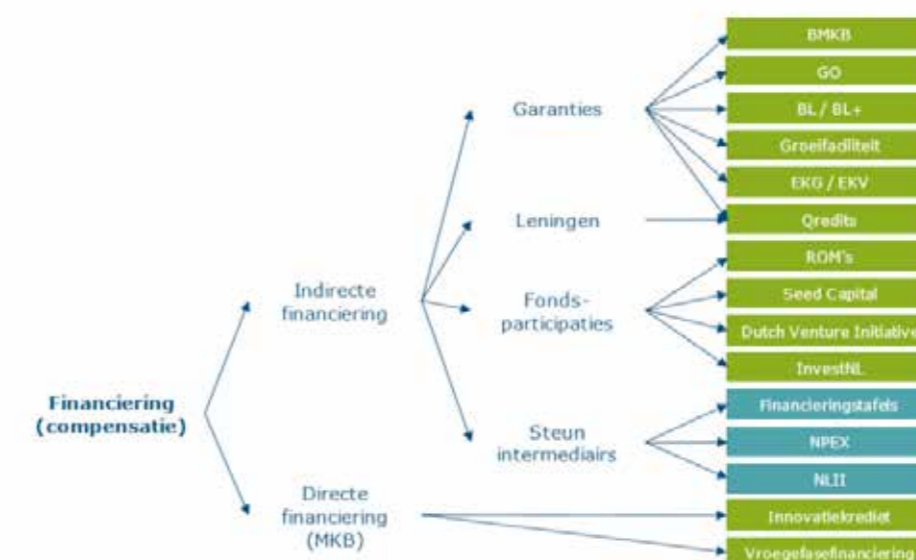 Financiering
(compensatie)
Indirecte
financiering
Directe
financiering
(MKB)
Garanties
Leningen
Fonds-
participaties
Steun
intermediairs
BMKB
GO
BL / BL+
Groeifaciliteit
EKG / EKV
Qredits
ROM's
Seed Capital
Dutch Venture Initiative
InvestNL
Financieringstafels
NPEX
NLII
Innovatiekrediet
Vroegefasefinanciering